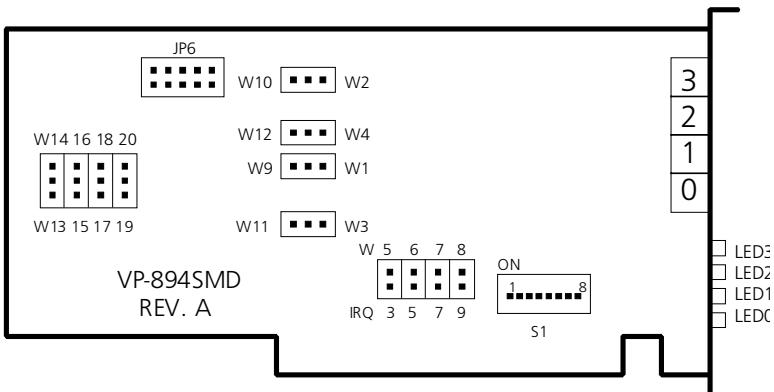 JP6
W10 W2
W12 W4
W9 W1
W11 W3
W14 16 18 20
W13 15 17 19
VP-894SMD
REV. A
W 5 6 7 8
IRQ 3 5 7 9
ON
1 8
S1
3
2
1
0
LED3
LED2
LED1
LED0